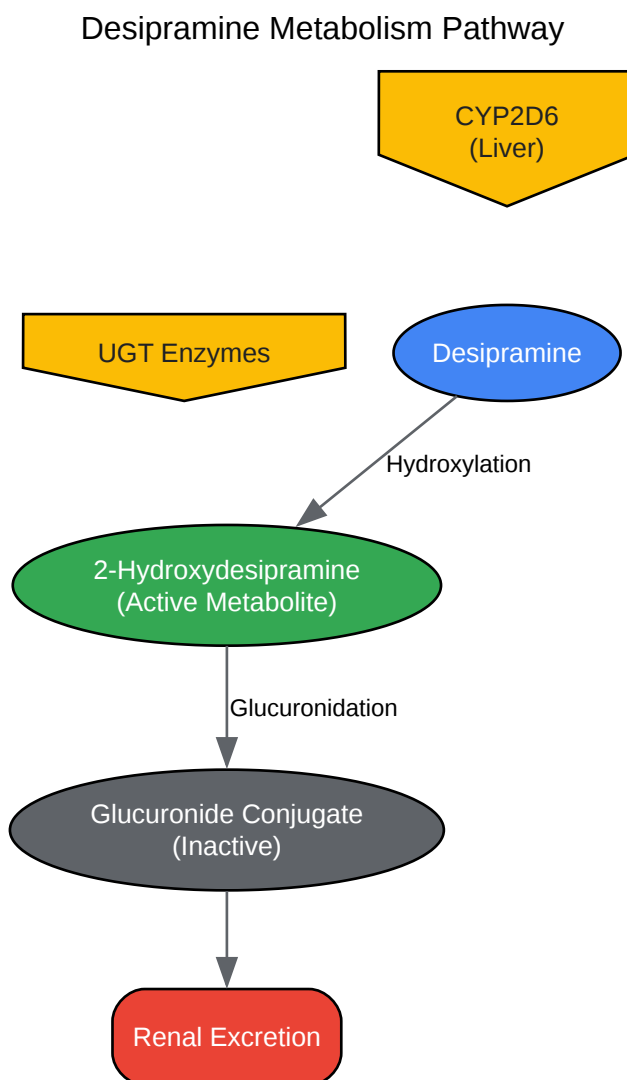 Desipramine Metabolism Pathway
CYP2D6
(Liver)
UGT Enzymes
Desipramine
Hydroxylation
2-Hydroxydesipramine
(Active Metabolite)
Glucuronidation
Glucuronide Conjugate
(Inactive)
Renal Excretion